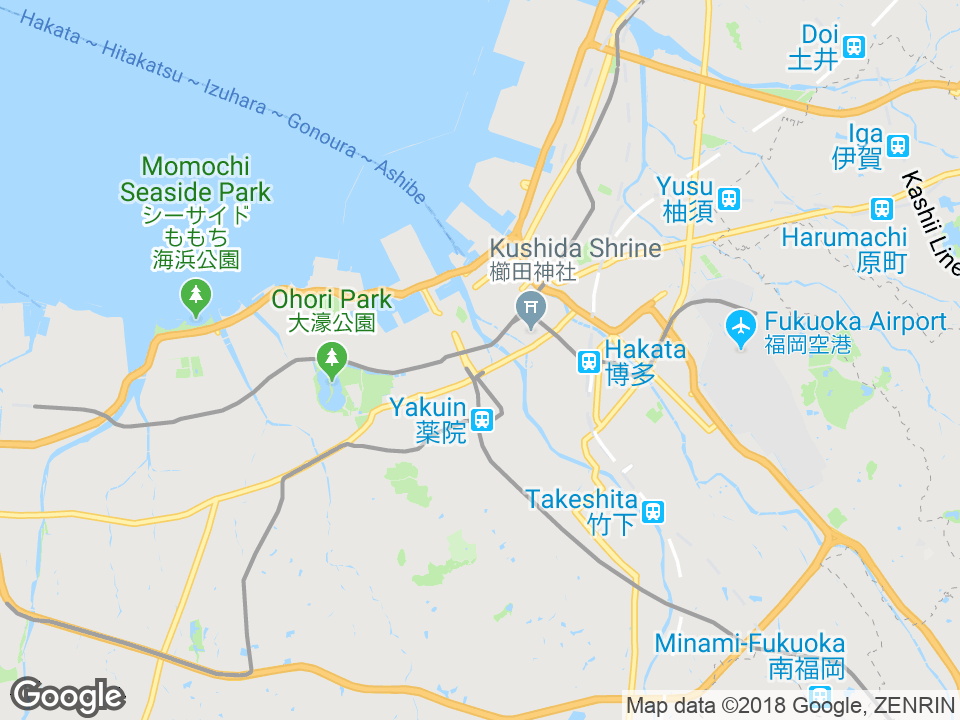 Hakata ~ Hitakatsu ~ Izuhara ~ Gonoura ~ Ashibe
Doi
土井
Iga
伊賀
Momochi
Seaside Park
シーサイド
ももち
海浜公園
Yusu
柚須
Kashii Line
Harumachi
原町
Kushida Shrine
櫛田神社
Ohori Park
大濠公園
Fukuoka Airport
福岡空港
Hakata
博多
Yakuin
薬院
Takeshita
竹下
Minami-Fukuoka
南福岡
Google
Map data ©2018 Google, ZENRIN